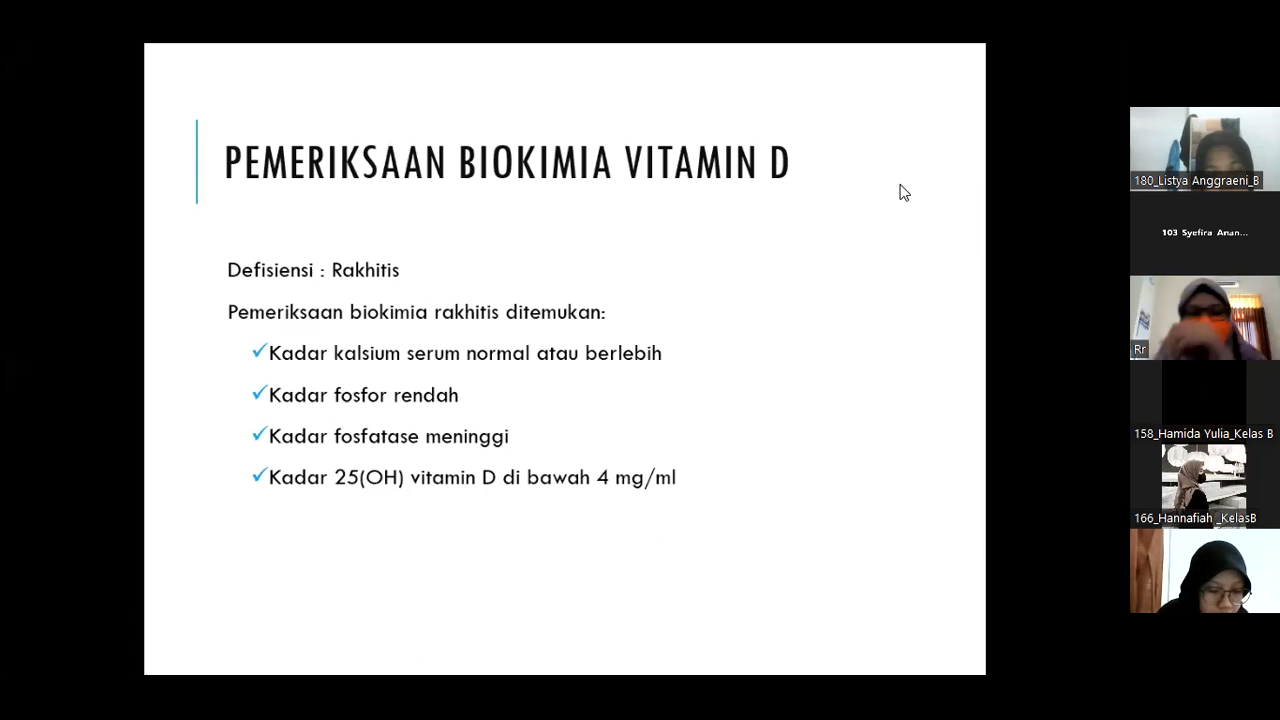 PEMERIKSAAN BIOKIMIA VITAMIN D
Defisiensi : Rakhitis
Pemeriksaan biokimia rakhitis ditemukan:
✓Kadar kalsium serum normal atau berlebih
✓Kadar fosfor rendah
✓Kadar fosfatase meninggi
✓Kadar 25(OH) vitamin D di bawah 4 mg/ml
180_Listya Anggraeni_B
103 Syefira Anan...
Rr
158_Hamida Yulia_Kelas B
166_Hannafiah _KelasB